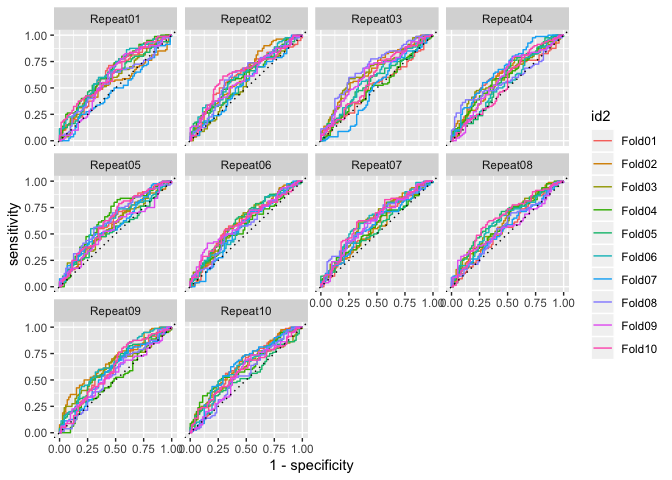 Repeat01 Repeat02 Repeat03 Repeat04
1.00
0.75
0.50
0.25
0.00
Repeat05 Repeat06 Repeat07 Repeat08
1.00
0.75
0.50
0.25
0.00
0.00 0.25 0.50 0.75 1.00 0.00 0.25 0.50 0.75 1.00
Repeat09 Repeat10
1.00
0.75
0.50
0.25
0.00
0.00 0.25 0.50 0.75 1.00 0.00 0.25 0.50 0.75 1.00
1 - specificity
sensitivity
id2
Fold01
Fold02
Fold03
Fold04
Fold05
Fold06
Fold07
Fold08
Fold09
Fold10